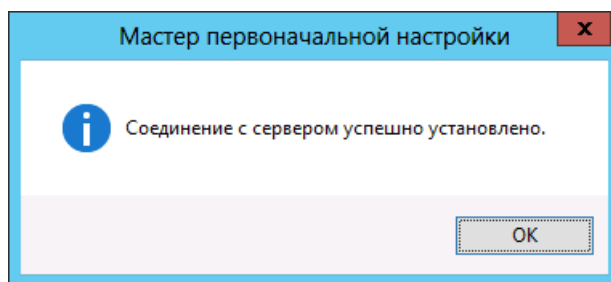 Мастер первоначальной настройки
x
Соединение с сервером успешно установлено.
OK